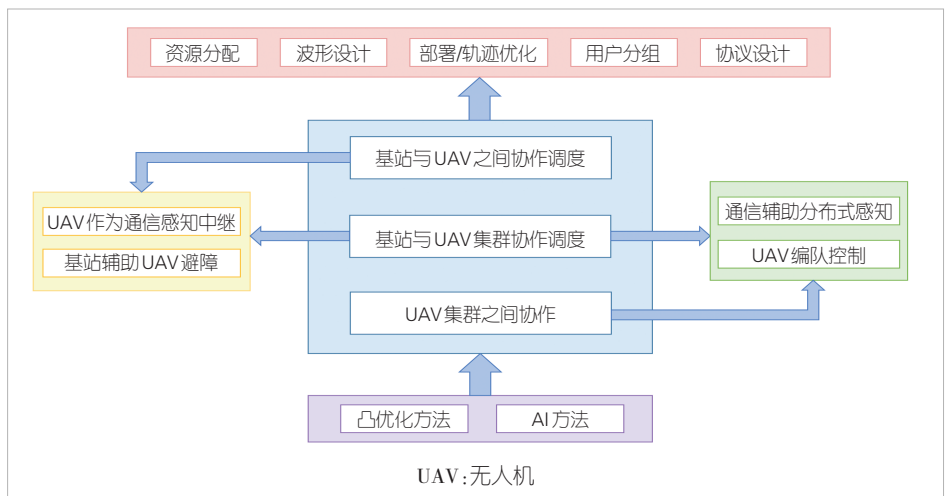 资源分配
波形设计
部署/轨迹优化
用户分组
协议设计
基站与UAV之间协作调度
UAV作为通信感知中继
基站辅助UAV避障
基站与UAV集群协作调度
通信辅助分布式感知
UAV编队控制
UAV集群之间协作
凸优化方法
AI方法
UAV:无人机